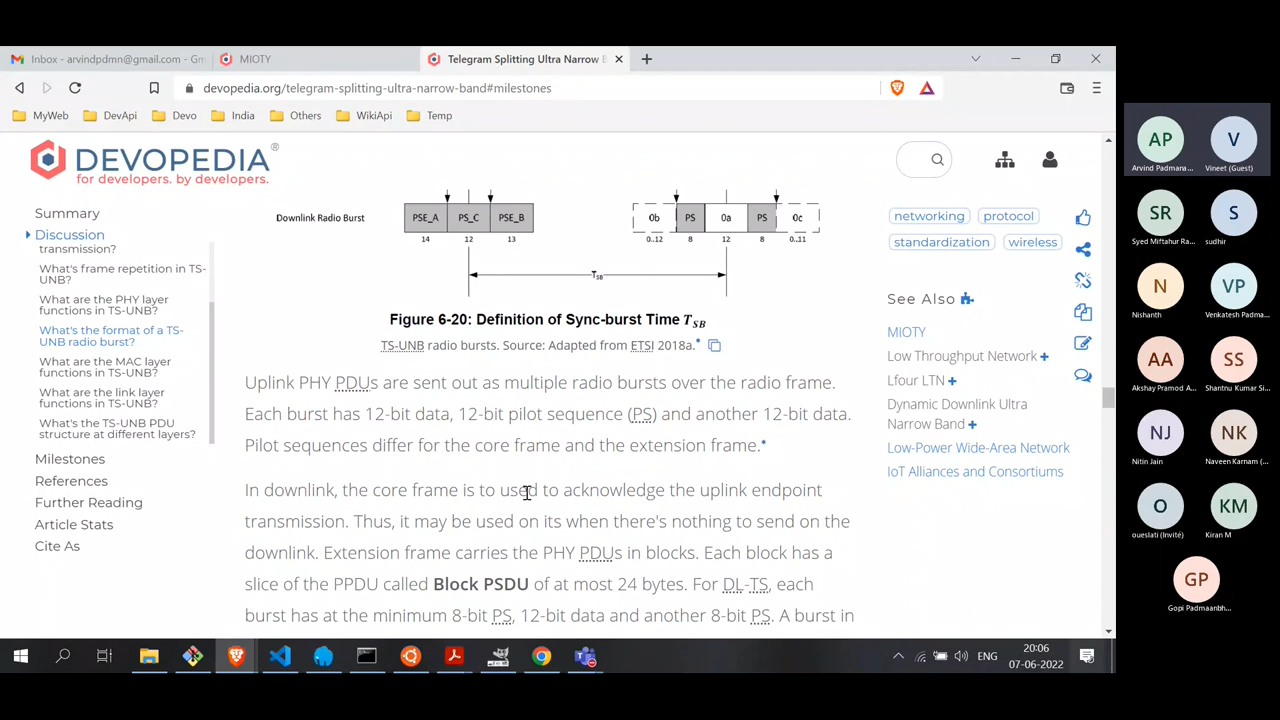 Inbox - arvindpdmn@gmail.com - Gm
MIOTY
Telegram Splitting Ultra Narrow B
devopedia.org/telegram-splitting-ultra-narrow-band#milestones
MyWeb
DevApi
Devo
India
Others
WikiApi
Temp
DEVOPEDIA®
for developers. by developers.
Summary
Discussion
transmission?
What's frame repetition in TS-
UNB?
What are the PHY layer
functions in TS-UNB?
What's the format of a TS-
UNB radio burst?
What are the MAC layer
functions in TS-UNB?
What are the link layer
functions in TS-UNB?
What's the TS-UNB PDU
structure at different layers?
Milestones
References
Further Reading
Article Stats
Cite As
Downlink Radio Burst
PSE_A PS_C PSE_B
14 12 13
0b PS 0a PS 0c
0..12 8 12 8 0..11
TSB
Figure 6-20: Definition of Sync-burst Time TSB
TS-UNB radio bursts. Source: Adapted from ETSI 2018a.*
Uplink PHY PDUs are sent out as multiple radio bursts over the radio frame.
Each burst has 12-bit data, 12-bit pilot sequence (PS) and another 12-bit data.
Pilot sequences differ for the core frame and the extension frame.*
In downlink, the core frame is to used to acknowledge the uplink endpoint
transmission. Thus, it may be used on its when there's nothing to send on the
downlink. Extension frame carries the PHY PDUs in blocks. Each block has a
slice of the PPDU called Block PSDU of at most 24 bytes. For DL-TS, each
burst has at the minimum 8-bit PS, 12-bit data and another 8-bit PS. A burst in
networking
protocol
standardization
wireless
See Also
MIOTY
Low Throughput Network +
Lfour LTN +
Dynamic Downlink Ultra
Narrow Band +
Low-Power Wide-Area Network
IoT Alliances and Consortiums
ENG
20:06
07-06-2022
AP
Arvind Padmana...
V
Vineet (Guest)
SR
Syed Miftahur Ra...
S
sudhir
N
Nishanth
VP
Venkatesh Padma...
AA
Akshay Pramod A...
SS
Shantnu Kumar Si...
NJ
Nitin Jain
NK
Naveen Karnam (...
O
oueslati (Invité)
KM
Kiran M
GP
Gopi Padmaanbh...